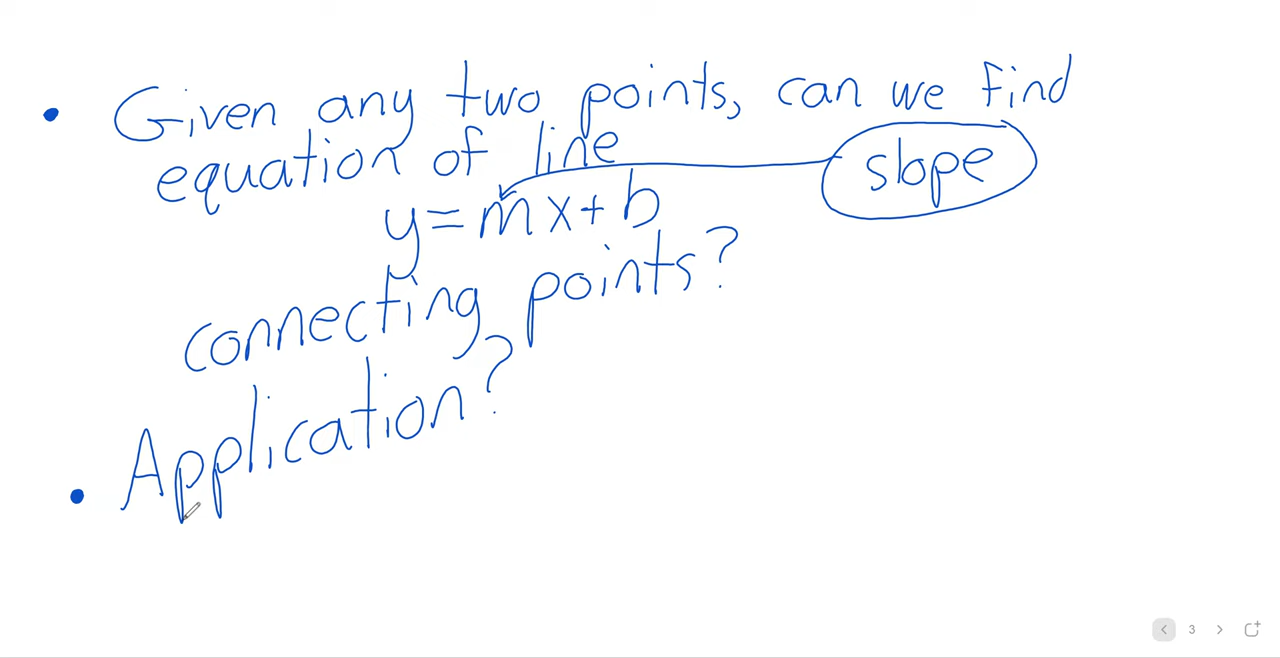 • Given any two points, can we find
equation of line
slope
y = mx + b
connecting points?
• Application?
3